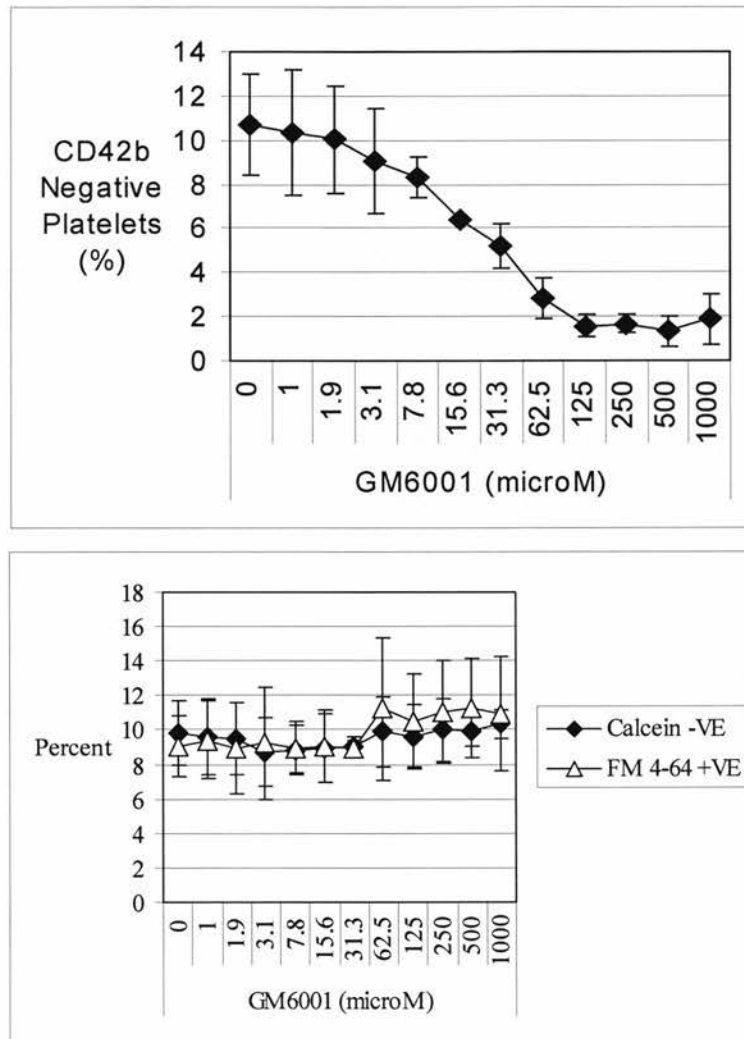 14
12
10
8
6
4
2
0
CD42b
Negative
Platelets
(%)
0 1 1.9 3.1 7.8 15.6 31.3 62.5 125 250 500 1000
GM6001 (microM)
18
16
14
12
10
8
6
4
2
0
Percent
0 1 1.9 3.1 7.8 15.6 31.3 62.5 125 250 500 1000
GM6001 (microM)
Calcein -VE
FM 4-64 +VE